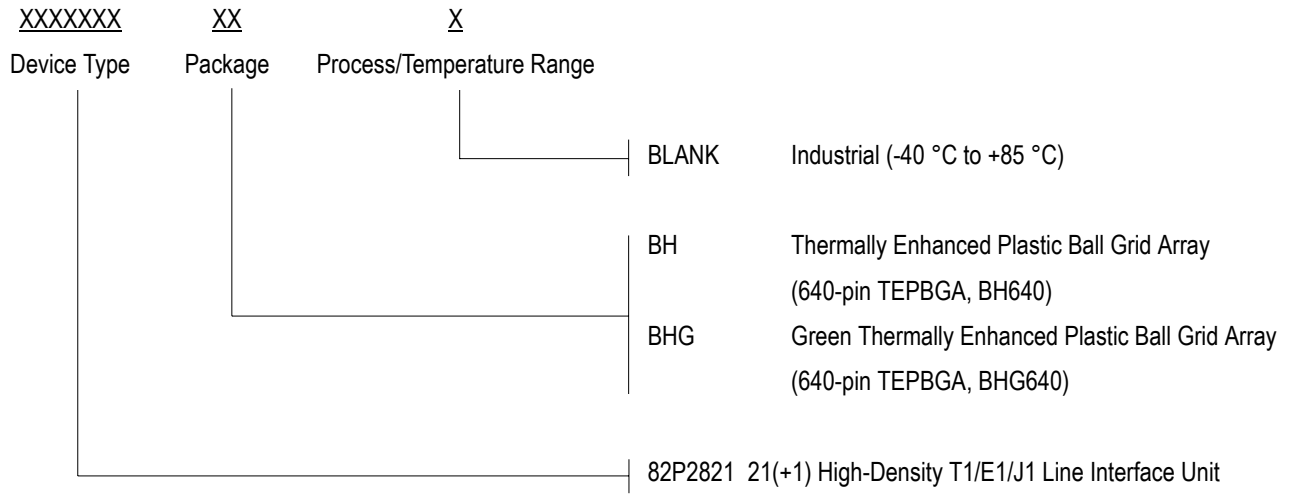 XXXXXXX XX X
Device Type Package Process/Temperature Range
BLANK Industrial (-40 °C to +85 °C)
BH Thermally Enhanced Plastic Ball Grid Array
(640-pin TEPBGA, BH640)
BHG Green Thermally Enhanced Plastic Ball Grid Array
(640-pin TEPBGA, BHG640)
82P2821 21(+1) High-Density T1/E1/J1 Line Interface Unit